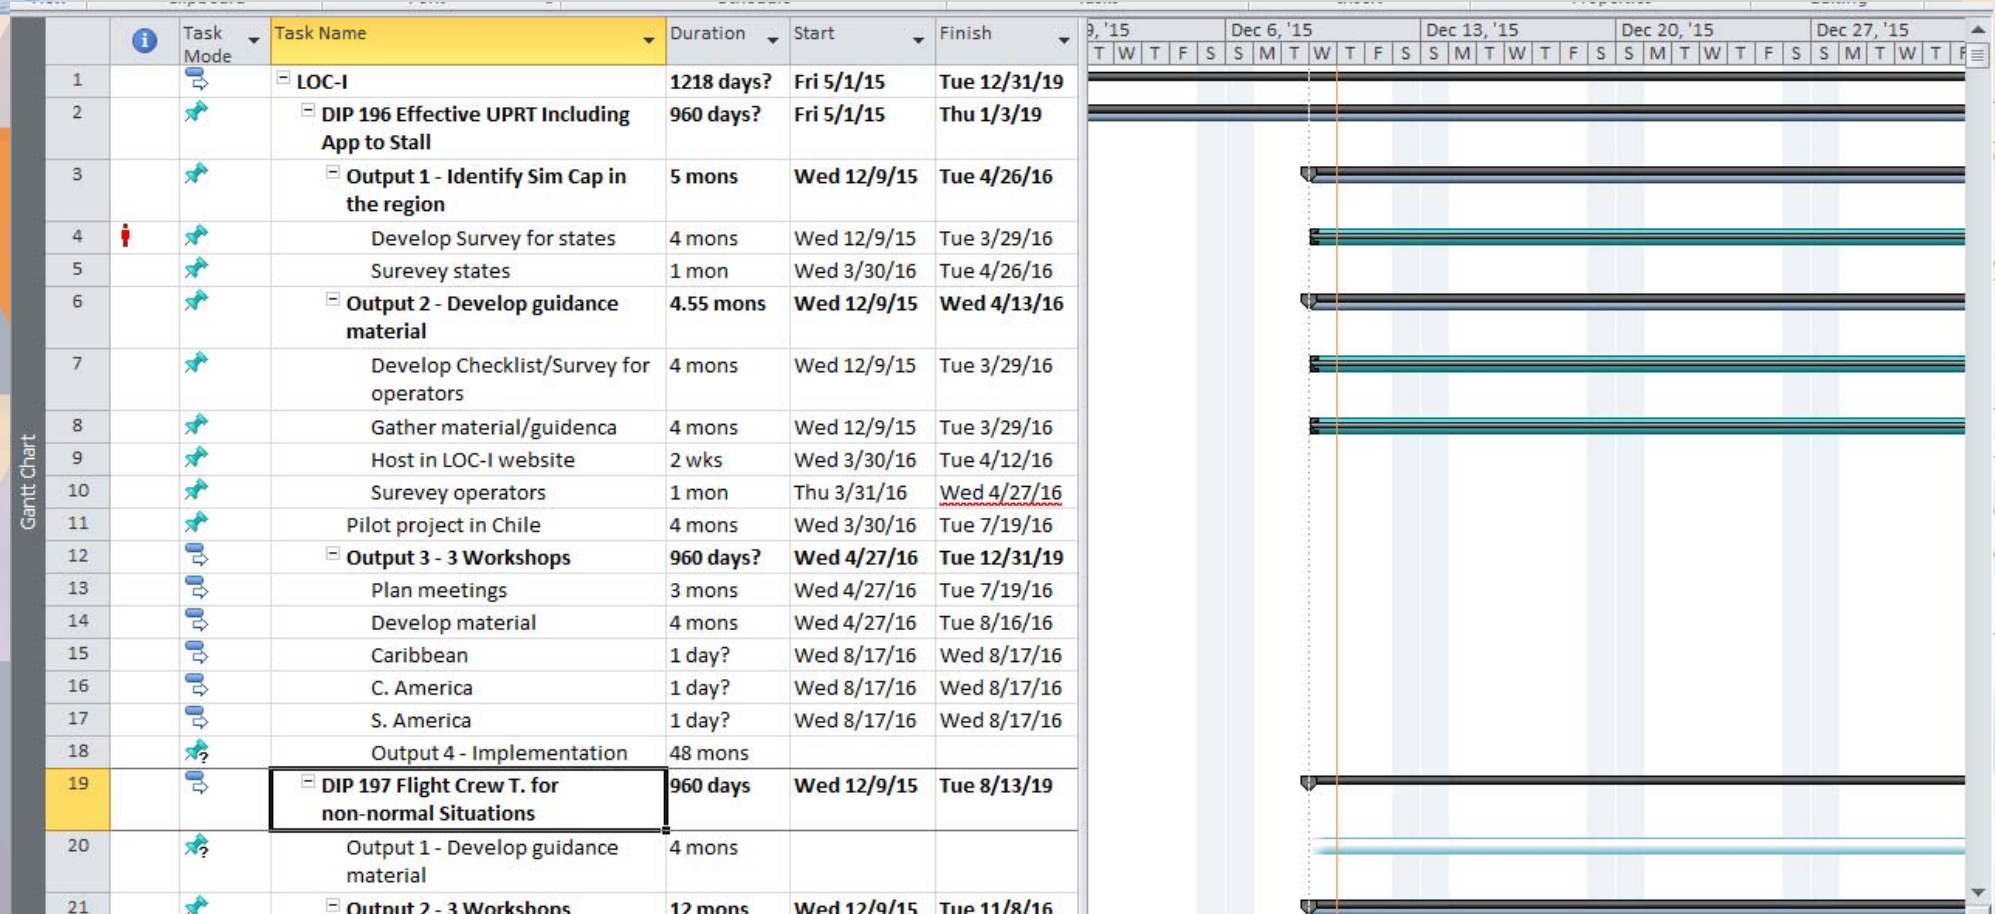 Task Mode Task Name Duration Start Finish
9, '15 Dec 6, '15 Dec 13, '15 Dec 20, '15 Dec 27, '15
T W T F S S M T W T F S S M T W T F S S M T W T F S S M T W T F
1 LOC-I 1218 days? Fri 5/1/15 Tue 12/31/19
2 DIP 196 Effective UPRT Including 960 days? Fri 5/1/15 Thu 1/3/19
App to Stall
3 Output 1 - Identify Sim Cap in 5 mons Wed 12/9/15 Tue 4/26/16
the region
4 Develop Survey for states 4 mons Wed 12/9/15 Tue 3/29/16
5 Surevey states 1 mon Wed 3/30/16 Tue 4/26/16
6 Output 2 - Develop guidance 4.55 mons Wed 12/9/15 Wed 4/13/16
material
7 Develop Checklist/Survey for 4 mons Wed 12/9/15 Tue 3/29/16
operators
8 Gather material/guidenca 4 mons Wed 12/9/15 Tue 3/29/16
9 Host in LOC-I website 2 wks Wed 3/30/16 Tue 4/12/16
10 Surevey operators 1 mon Thu 3/31/16 Wed 4/27/16
11 Pilot project in Chile 4 mons Wed 3/30/16 Tue 7/19/16
12 Output 3 - 3 Workshops 960 days? Wed 4/27/16 Tue 12/31/19
13 Plan meetings 3 mons Wed 4/27/16 Tue 7/19/16
14 Develop material 4 mons Wed 4/27/16 Tue 8/16/16
15 Caribbean 1 day? Wed 8/17/16 Wed 8/17/16
16 C. America 1 day? Wed 8/17/16 Wed 8/17/16
17 S. America 1 day? Wed 8/17/16 Wed 8/17/16
18 Output 4 - Implementation 48 mons
19 DIP 197 Flight Crew T. for 960 days Wed 12/9/15 Tue 8/13/19
non-normal Situations
20 Output 1 - Develop guidance 4 mons
material
21 Output 2 - 3 Workshops 12 mons Wed 12/9/15 Tue 11/8/16
Gantt Chart